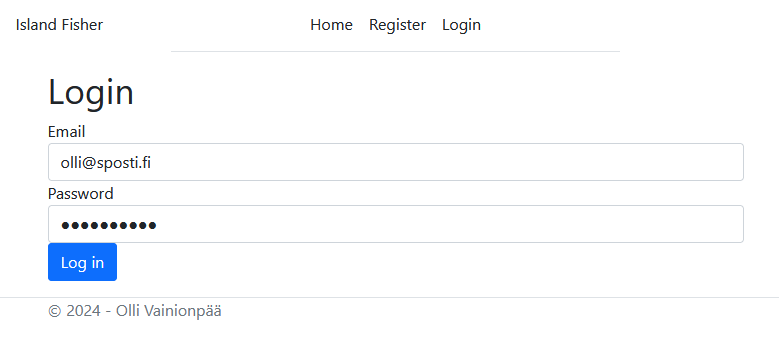 Island Fisher Home Register Login
Login
Email
olli@sposti.fi
Password
●●●●●●●●●●
Log in
© 2024 - Olli Vainionpää